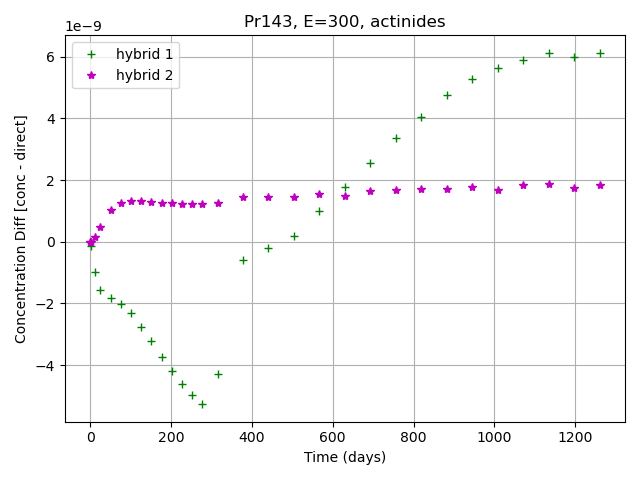 Pr143, E=300, actinides
1e−9
hybrid 1
hybrid 2
6
4
2
0
−2
−4
Concentration Diff [conc - direct]
0 200 400 600 800 1000 1200
Time (days)